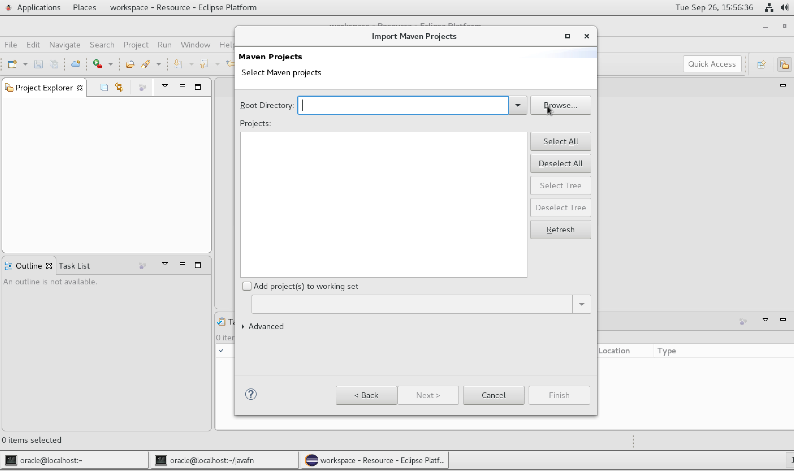 Applications Places workspace - Resource - Eclipse Platform Tue Sep 26, 15:56:36
File Edit Navigate Search Project Run Window
Quick Access
Project Explorer
Import Maven Projects
Maven Projects
Select Maven projects
Root Directory:
Browse...
Projects:
Select All
Deselect All
Select Tree
Deselect Tree
Refresh
Add project(s) to working set
Advanced
< Back Next > Cancel Finish
Outline Task List
An outline is not available.
0 items
Location Type
0 items selected
oracle@localhost:~ oracle@localhost:~/javafn workspace - Resource - Eclipse Platf...